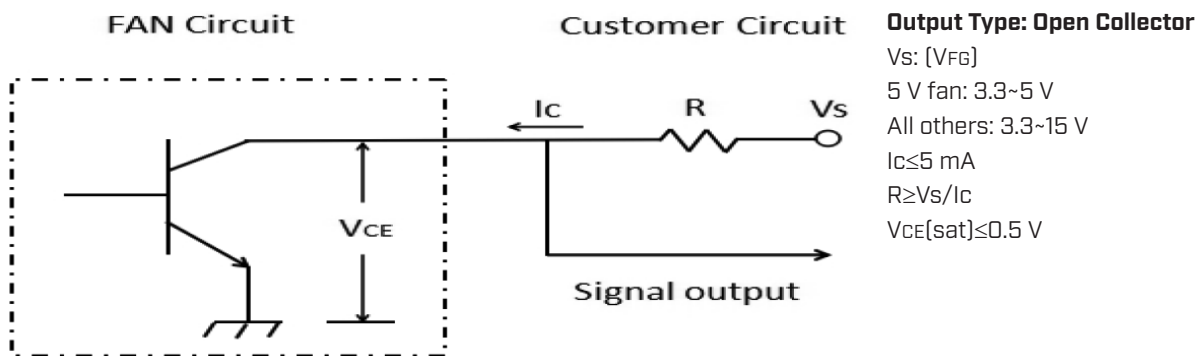 FAN Circuit
Customer Circuit
Output Type: Open Collector
Vs: (VFG)
5 V fan: 3.3~5 V
All others: 3.3~15 V
Ic≤5 mA
R≥Vs/Ic
VCE(sat)≤0.5 V
Ic
R
Vs
VCE
Signal output